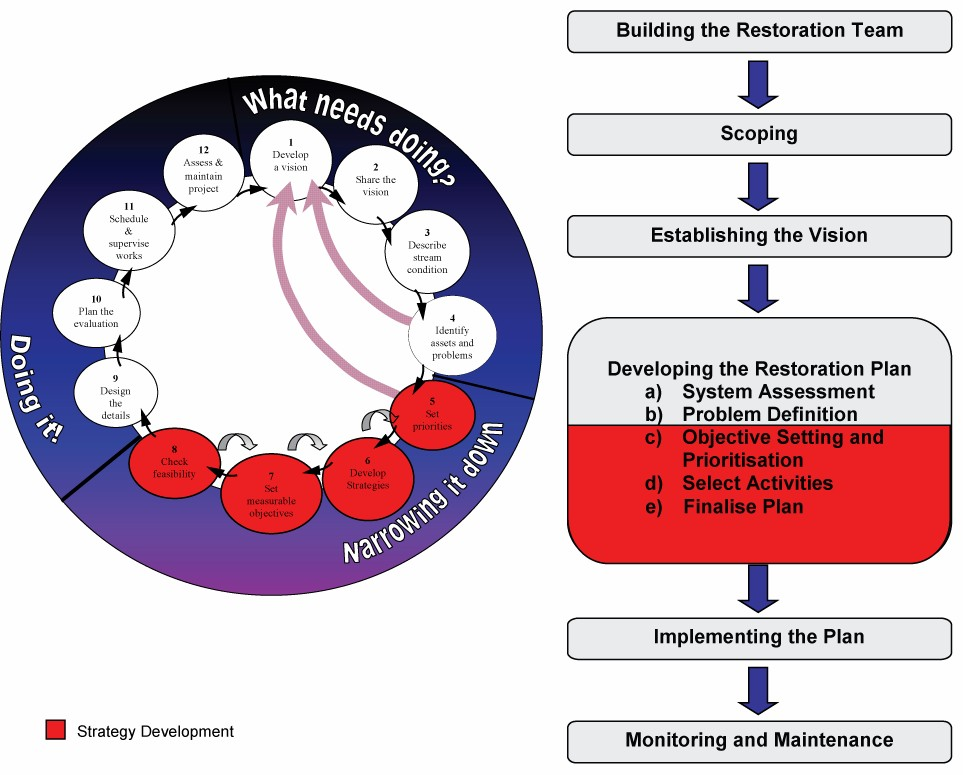 What needs doing?
1
Develop
a vision
2
Share the
vision
3
Describe
stream
condition
4
Identify
assets and
problems
5
Set
priorities
6
Develop
Strategies
7
Set
measurable
objectives
8
Check
feasibility
9
Design
the
details
10
Plan the
evaluation
11
Schedule
&
supervise
works
12
Assess &
maintain
project
Narrowing it down
Doing it!
Strategy Development
Building the Restoration Team
Scoping
Establishing the Vision
Developing the Restoration Plan
a) System Assessment
b) Problem Definition
c) Objective Setting and
Prioritisation
d) Select Activities
e) Finalise Plan
Implementing the Plan
Monitoring and Maintenance